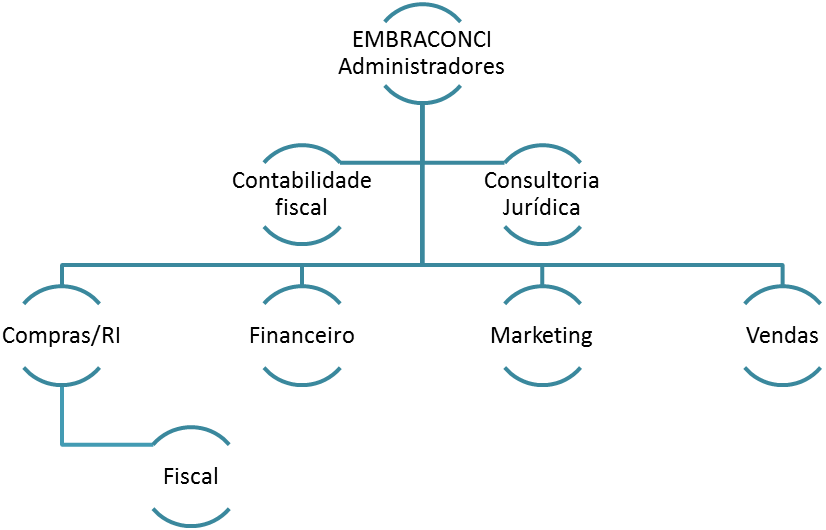 EMBRACONCI
Administradores
Contabilidade
fiscal
Consultoria
Jurídica
Compras/RI
Financeiro
Marketing
Vendas
Fiscal